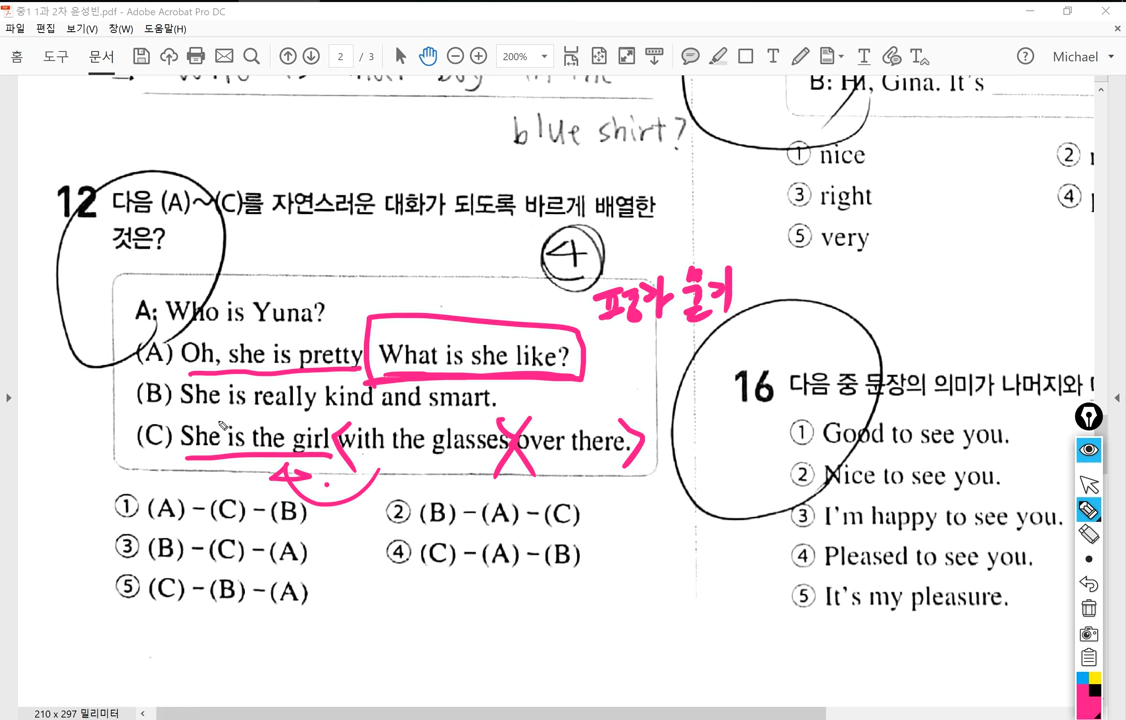 중1 1과 2차 윤성빈.pdf - Adobe Acrobat Pro DC
파일 편집 보기(V) 창(W) 도움말(H)
홈 도구 문서 2 / 3 200% Michael
blue shirt?
12 다음 (A)~(C)를 자연스러운 대화가 되도록 바르게 배열한
것은?
4
평가 묻기
A: Who is Yuna?
(A) Oh, she is pretty. What is she like?
(B) She is really kind and smart.
(C) She is the girl with the glasses over there.
① (A)-(C)-(B) ② (B)-(A)-(C)
③ (B)-(C)-(A) ④ (C)-(A)-(B)
⑤ (C)-(B)-(A)
B: Hi, Gina. It's
① nice ②
③ right ④
⑤ very
16 다음 중 문장의 의미가 나머지와
① Good to see you.
② Nice to see you.
③ I'm happy to see you.
④ Pleased to see you.
⑤ It's my pleasure.
210 x 297 밀리미터